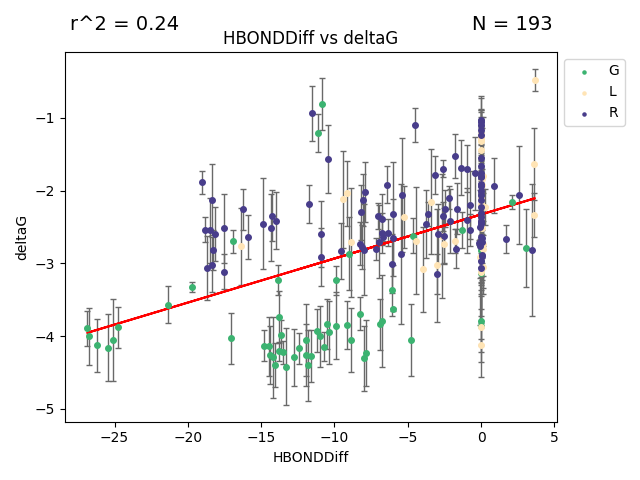 r^2 = 0.24
N = 193
HBONDDiff vs deltaG
G
L
R
−1
−2
−3
−4
−5
deltaG
−25
−20
−15
−10
−5
0
5
HBONDDiff